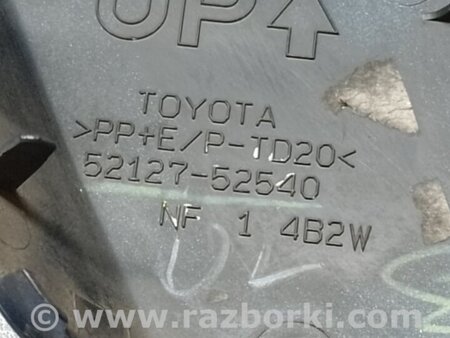 UP↑
TOYOTA
>PP+E/P-TD20<
52127-52540
NF 1 4B2W
www.razborki.com